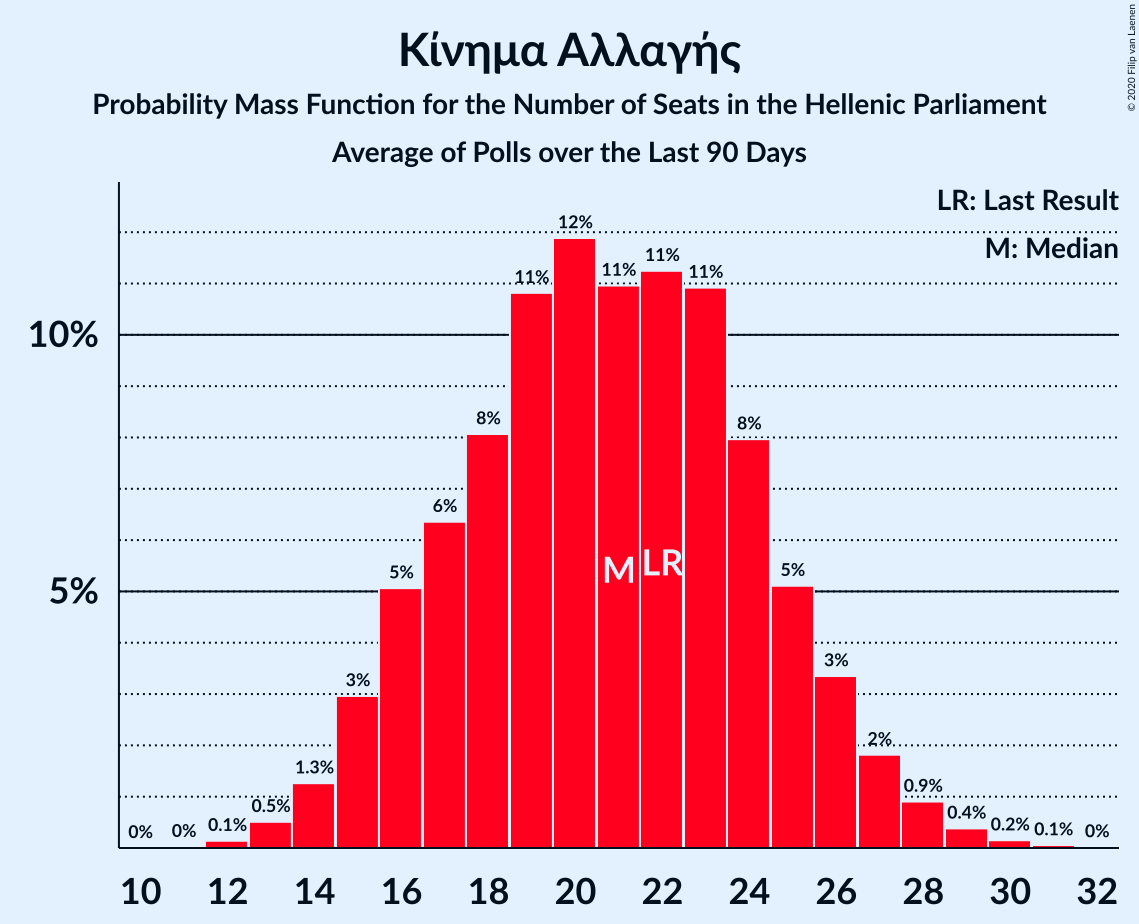 Κίνημα Αλλαγής
Probability Mass Function for the Number of Seats in the Hellenic Parliament
Average of Polls over the Last 90 Days
© 2020 Filip van Laenen
LR: Last Result
M: Median
12%
11%
11%
11%
11%
10%
8%
8%
6%
M
LR
5%
5%
5%
3%
3%
2%
1.3%
0.9%
0.5%
0.4%
0%
0%
0.1%
0.2%
0.1%
0%
10 12 14 16 18 20 22 24 26 28 30 32